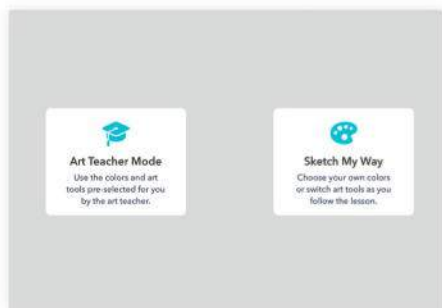 Art Teacher Mode
Use the colors and art
tools pre-selected for you
by the art teacher.
Sketch My Way
Choose your own colors
or switch art tools as you
follow the lesson.